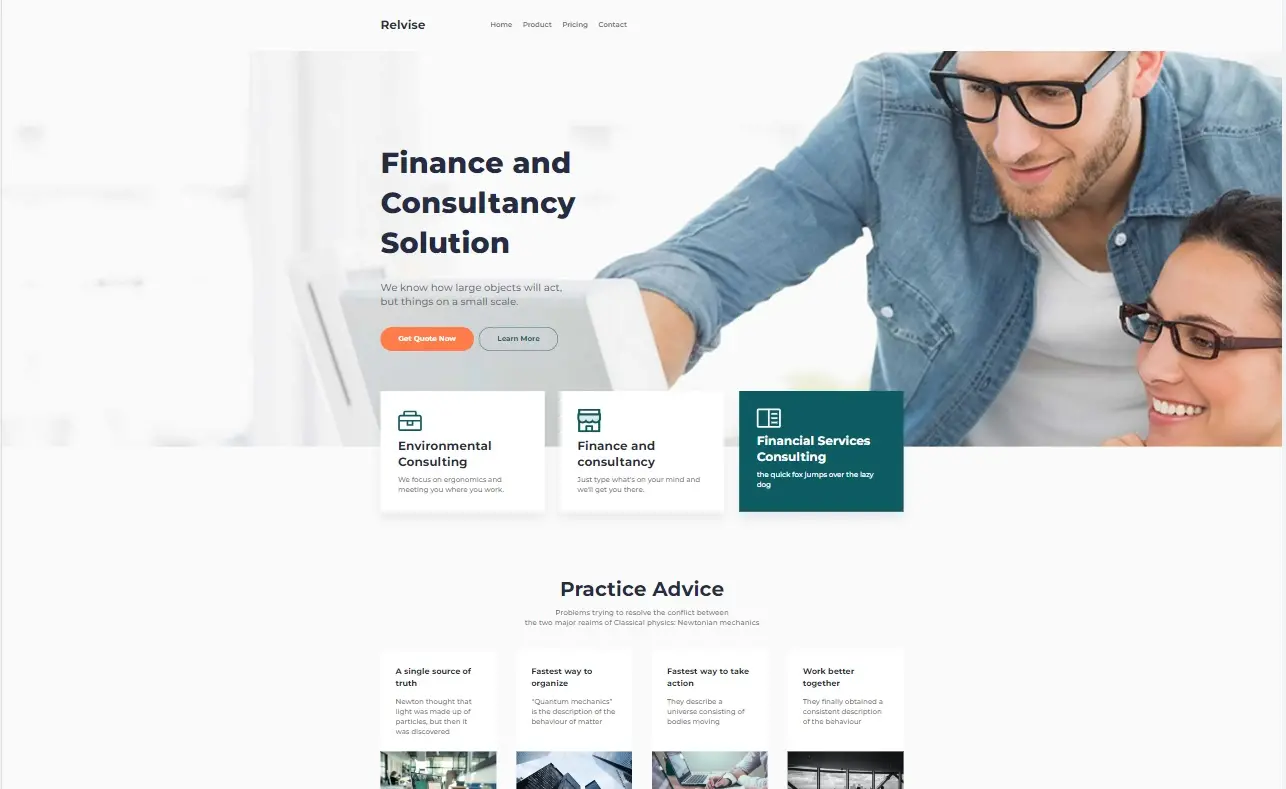 Relvise
Home Product Pricing Contact
Finance and
Consultancy
Solution
We know how large objects will act,
but things on a small scale.
Get Quote Now
Learn More
Environmental
Consulting
We focus on ergonomics and
meeting you where you work.
Finance and
consultancy
Just type what's on your mind and
we'll get you there.
Financial Services
Consulting
the quick fox jumps over the lazy
dog
Practice Advice
Problems trying to resolve the conflict between
the two major realms of Classical physics: Newtonian mechanics
A single source of
truth
Newton thought that
light was made up of
particles, but then it
was discovered
Fastest way to
organize
"Quantum mechanics"
is the description of the
behaviour of matter
Fastest way to take
action
They describe a
universe consisting of
bodies moving
Work better
together
They finally obtained a
consistent description
of the behaviour